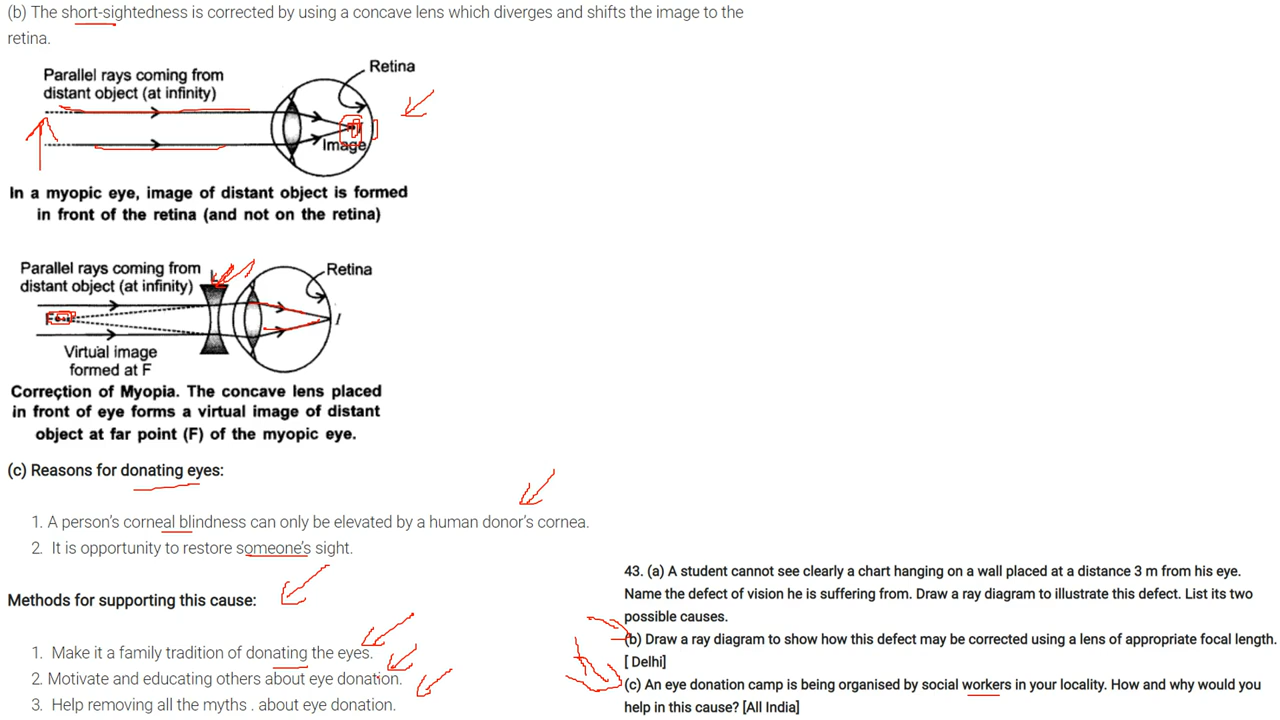 (b) The short-sightedness is corrected by using a concave lens which diverges and shifts the image to the
retina.
Retina
Parallel rays coming from
distant object (at infinity)
Image
In a myopic eye, image of distant object is formed
in front of the retina (and not on the retina)
Parallel rays coming from
distant object (at infinity)
Retina
F
I
Virtual image
formed at F
Correction of Myopia. The concave lens placed
in front of eye forms a virtual image of distant
object at far point (F) of the myopic eye.
(c) Reasons for donating eyes:
1. A person's corneal blindness can only be elevated by a human donor's cornea.
2. It is opportunity to restore someone's sight.
Methods for supporting this cause:
1. Make it a family tradition of donating the eyes.
2. Motivate and educating others about eye donation.
3. Help removing all the myths . about eye donation.
43. (a) A student cannot see clearly a chart hanging on a wall placed at a distance 3 m from his eye.
Name the defect of vision he is suffering from. Draw a ray diagram to illustrate this defect. List its two
possible causes.
(b) Draw a ray diagram to show how this defect may be corrected using a lens of appropriate focal length.
[ Delhi]
(c) An eye donation camp is being organised by social workers in your locality. How and why would you
help in this cause? [All India]